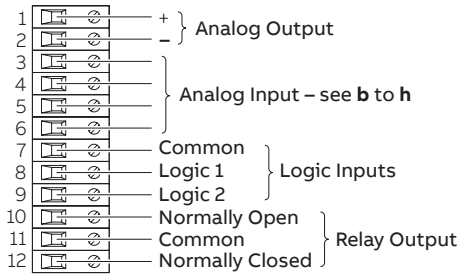 1 +
Analog Output
2 –
3
4
Analog Input – see b to h
5
6
7 Common
8 Logic 1 Logic Inputs
9 Logic 2
10 Normally Open
11 Common Relay Output
12 Normally Closed